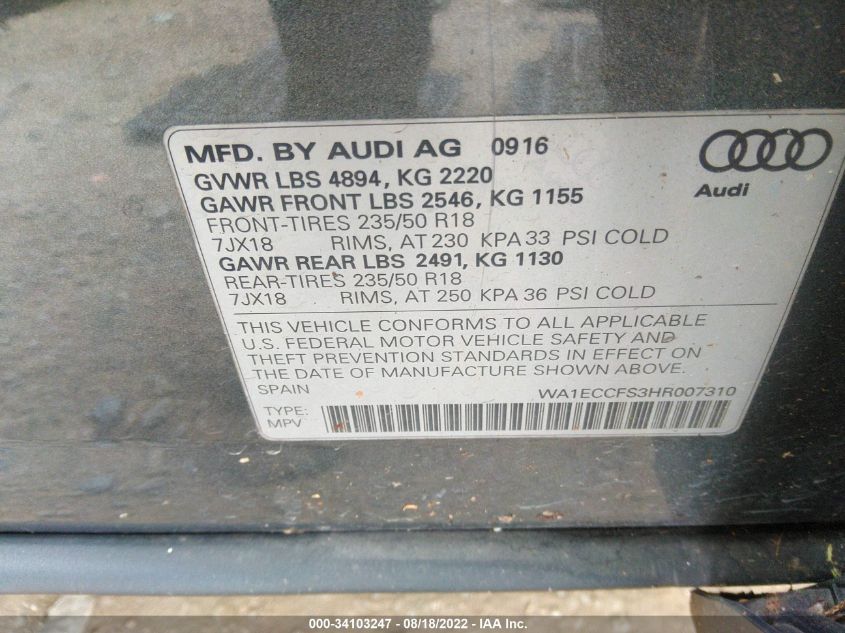 MFD. BY AUDI AG 0916
GVWR LBS 4894, KG 2220
GAWR FRONT LBS 2546, KG 1155
FRONT-TIRES 235/50 R18
7JX18 RIMS, AT 230 KPA 33 PSI COLD
GAWR REAR LBS 2491, KG 1130
REAR-TIRES 235/50 R18
7JX18 RIMS, AT 250 KPA 36 PSI COLD
Audi
THIS VEHICLE CONFORMS TO ALL APPLICABLE
U.S. FEDERAL MOTOR VEHICLE SAFETY AND
THEFT PREVENTION STANDARDS IN EFFECT ON
THE DATE OF MANUFACTURE SHOWN ABOVE.
SPAIN WA1ECCFS3HR007310
TYPE:
MPV
000-34103247 - 08/18/2022 - IAA Inc.